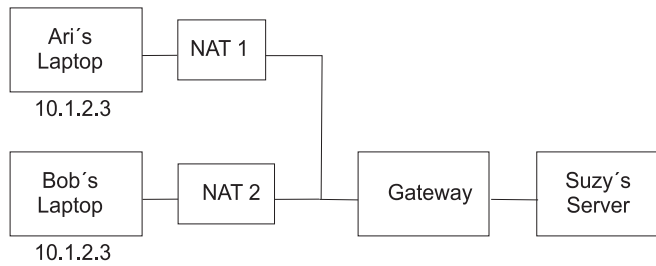 Ari´s
Laptop
NAT 1
10.1.2.3
Bob´s
Laptop
NAT 2
Gateway
Suzy´s
Server
10.1.2.3